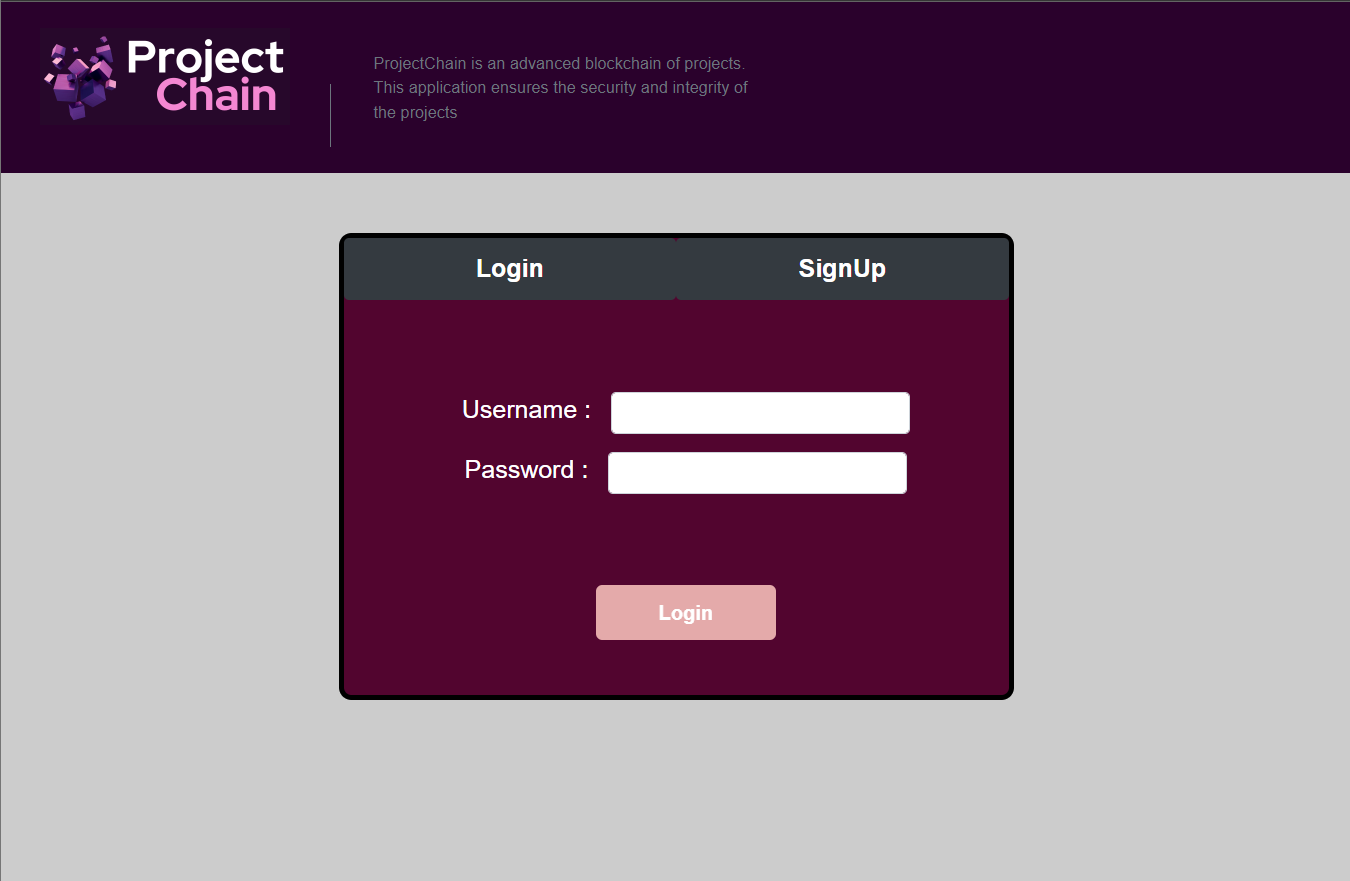 Project
Chain
ProjectChain is an advanced blockchain of projects.
This application ensures the security and integrity of
the projects
Login
SignUp
Username :
Password :
Login